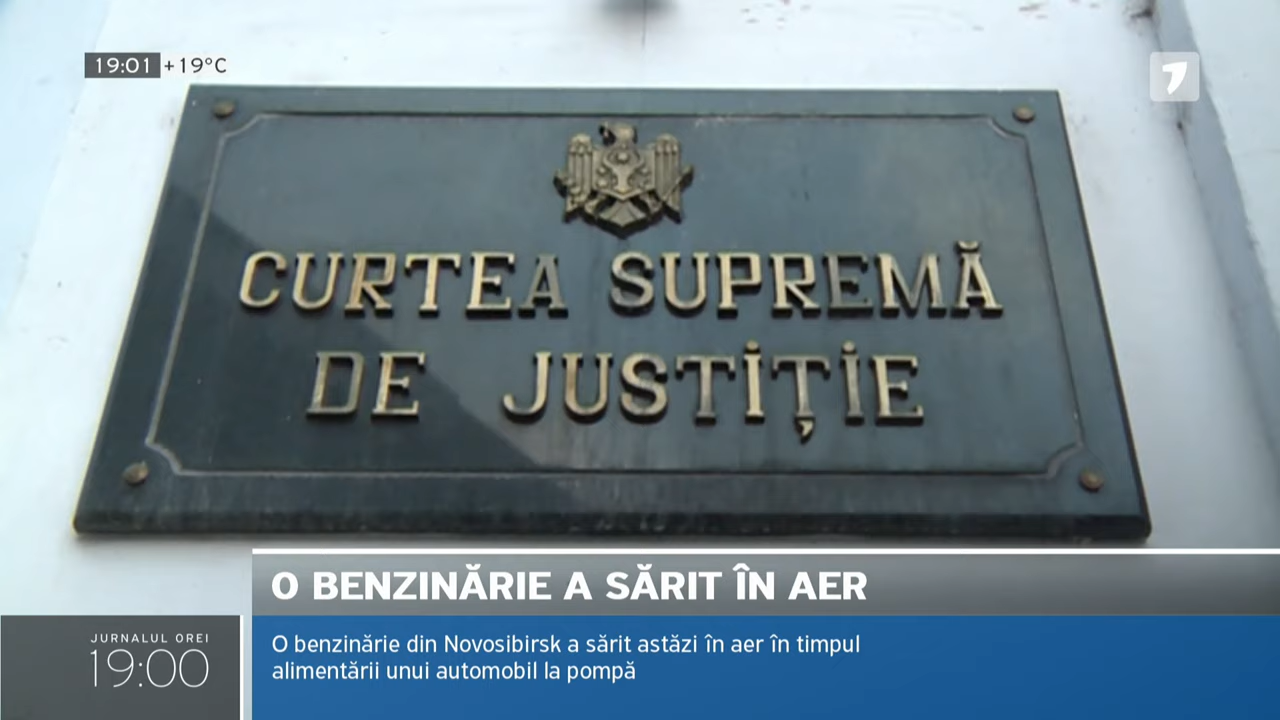 19:01 +19°C
7
CURTEA SUPREMĂ
DE JUSTIȚIE
O BENZINĂRIE A SĂRIT ÎN AER
JURNALUL OREI
19:00
O benzinărie din Novosibirsk a sărit astăzi în aer în timpul
alimentării unui automobil la pompă